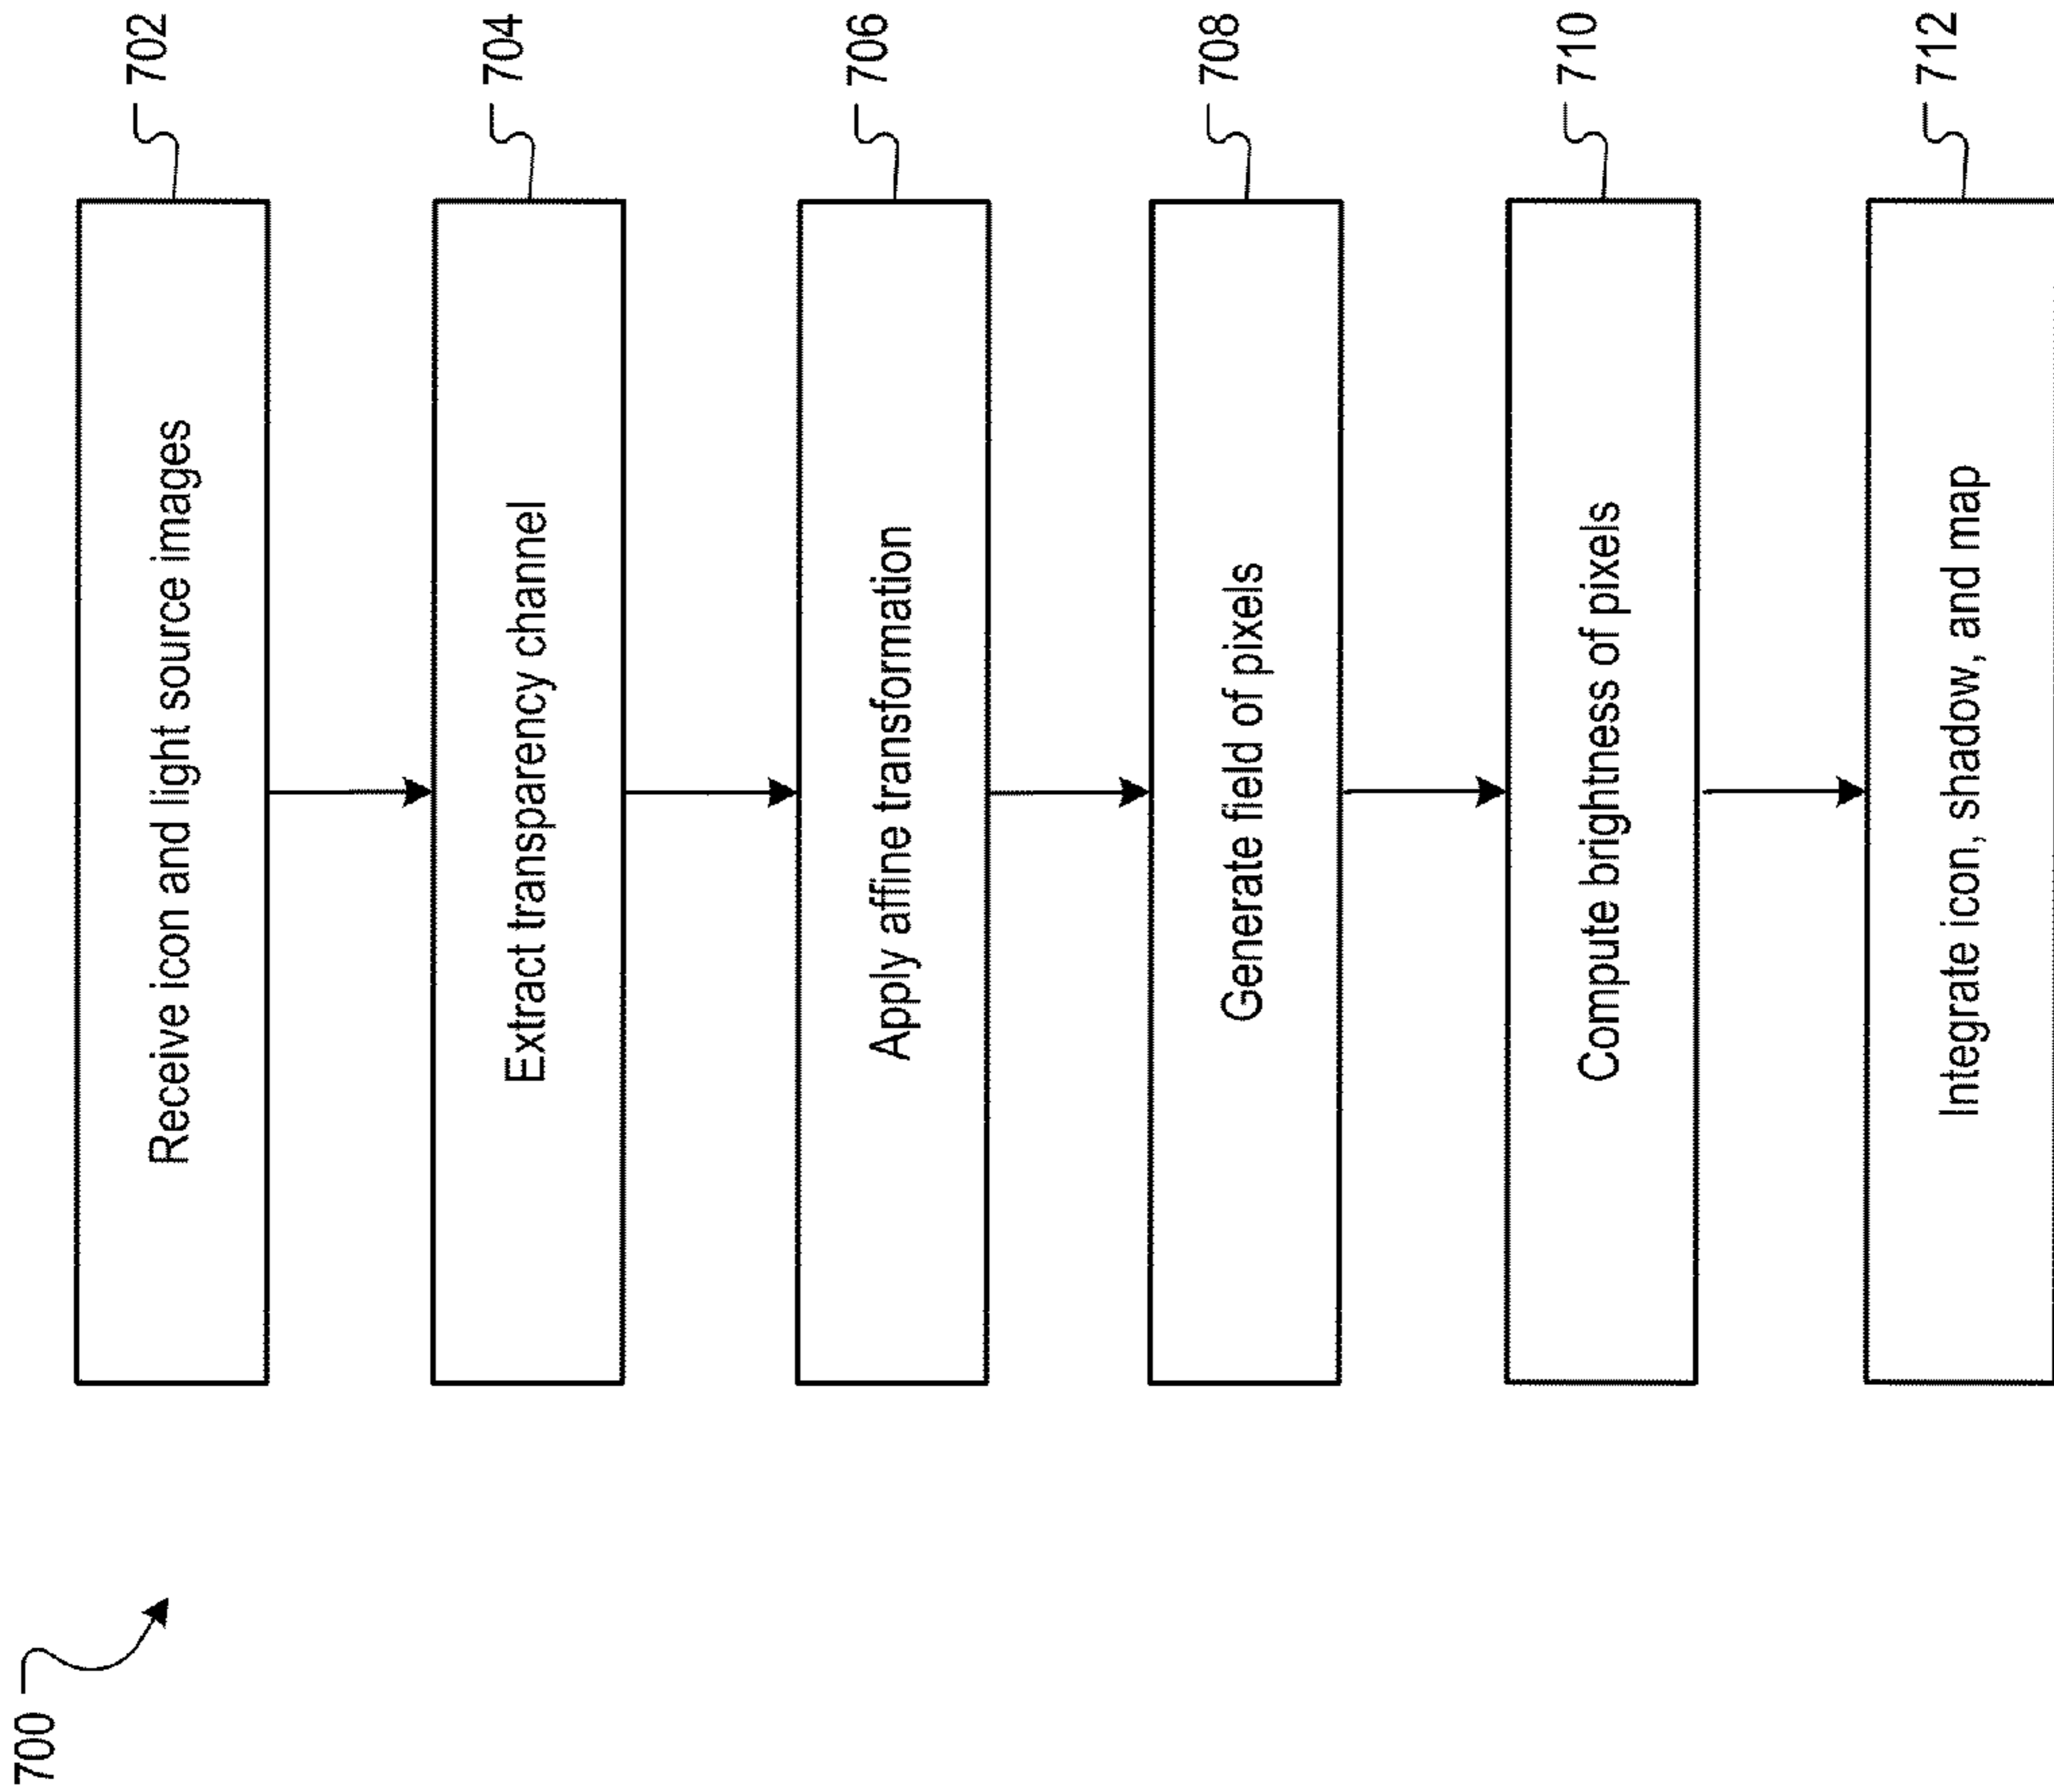 700
Receive icon and light source images
702
Extract transparency channel
704
Apply affine transformation
706
Generate field of pixels
708
Compute brightness of pixels
710
Integrate icon, shadow, and map
712